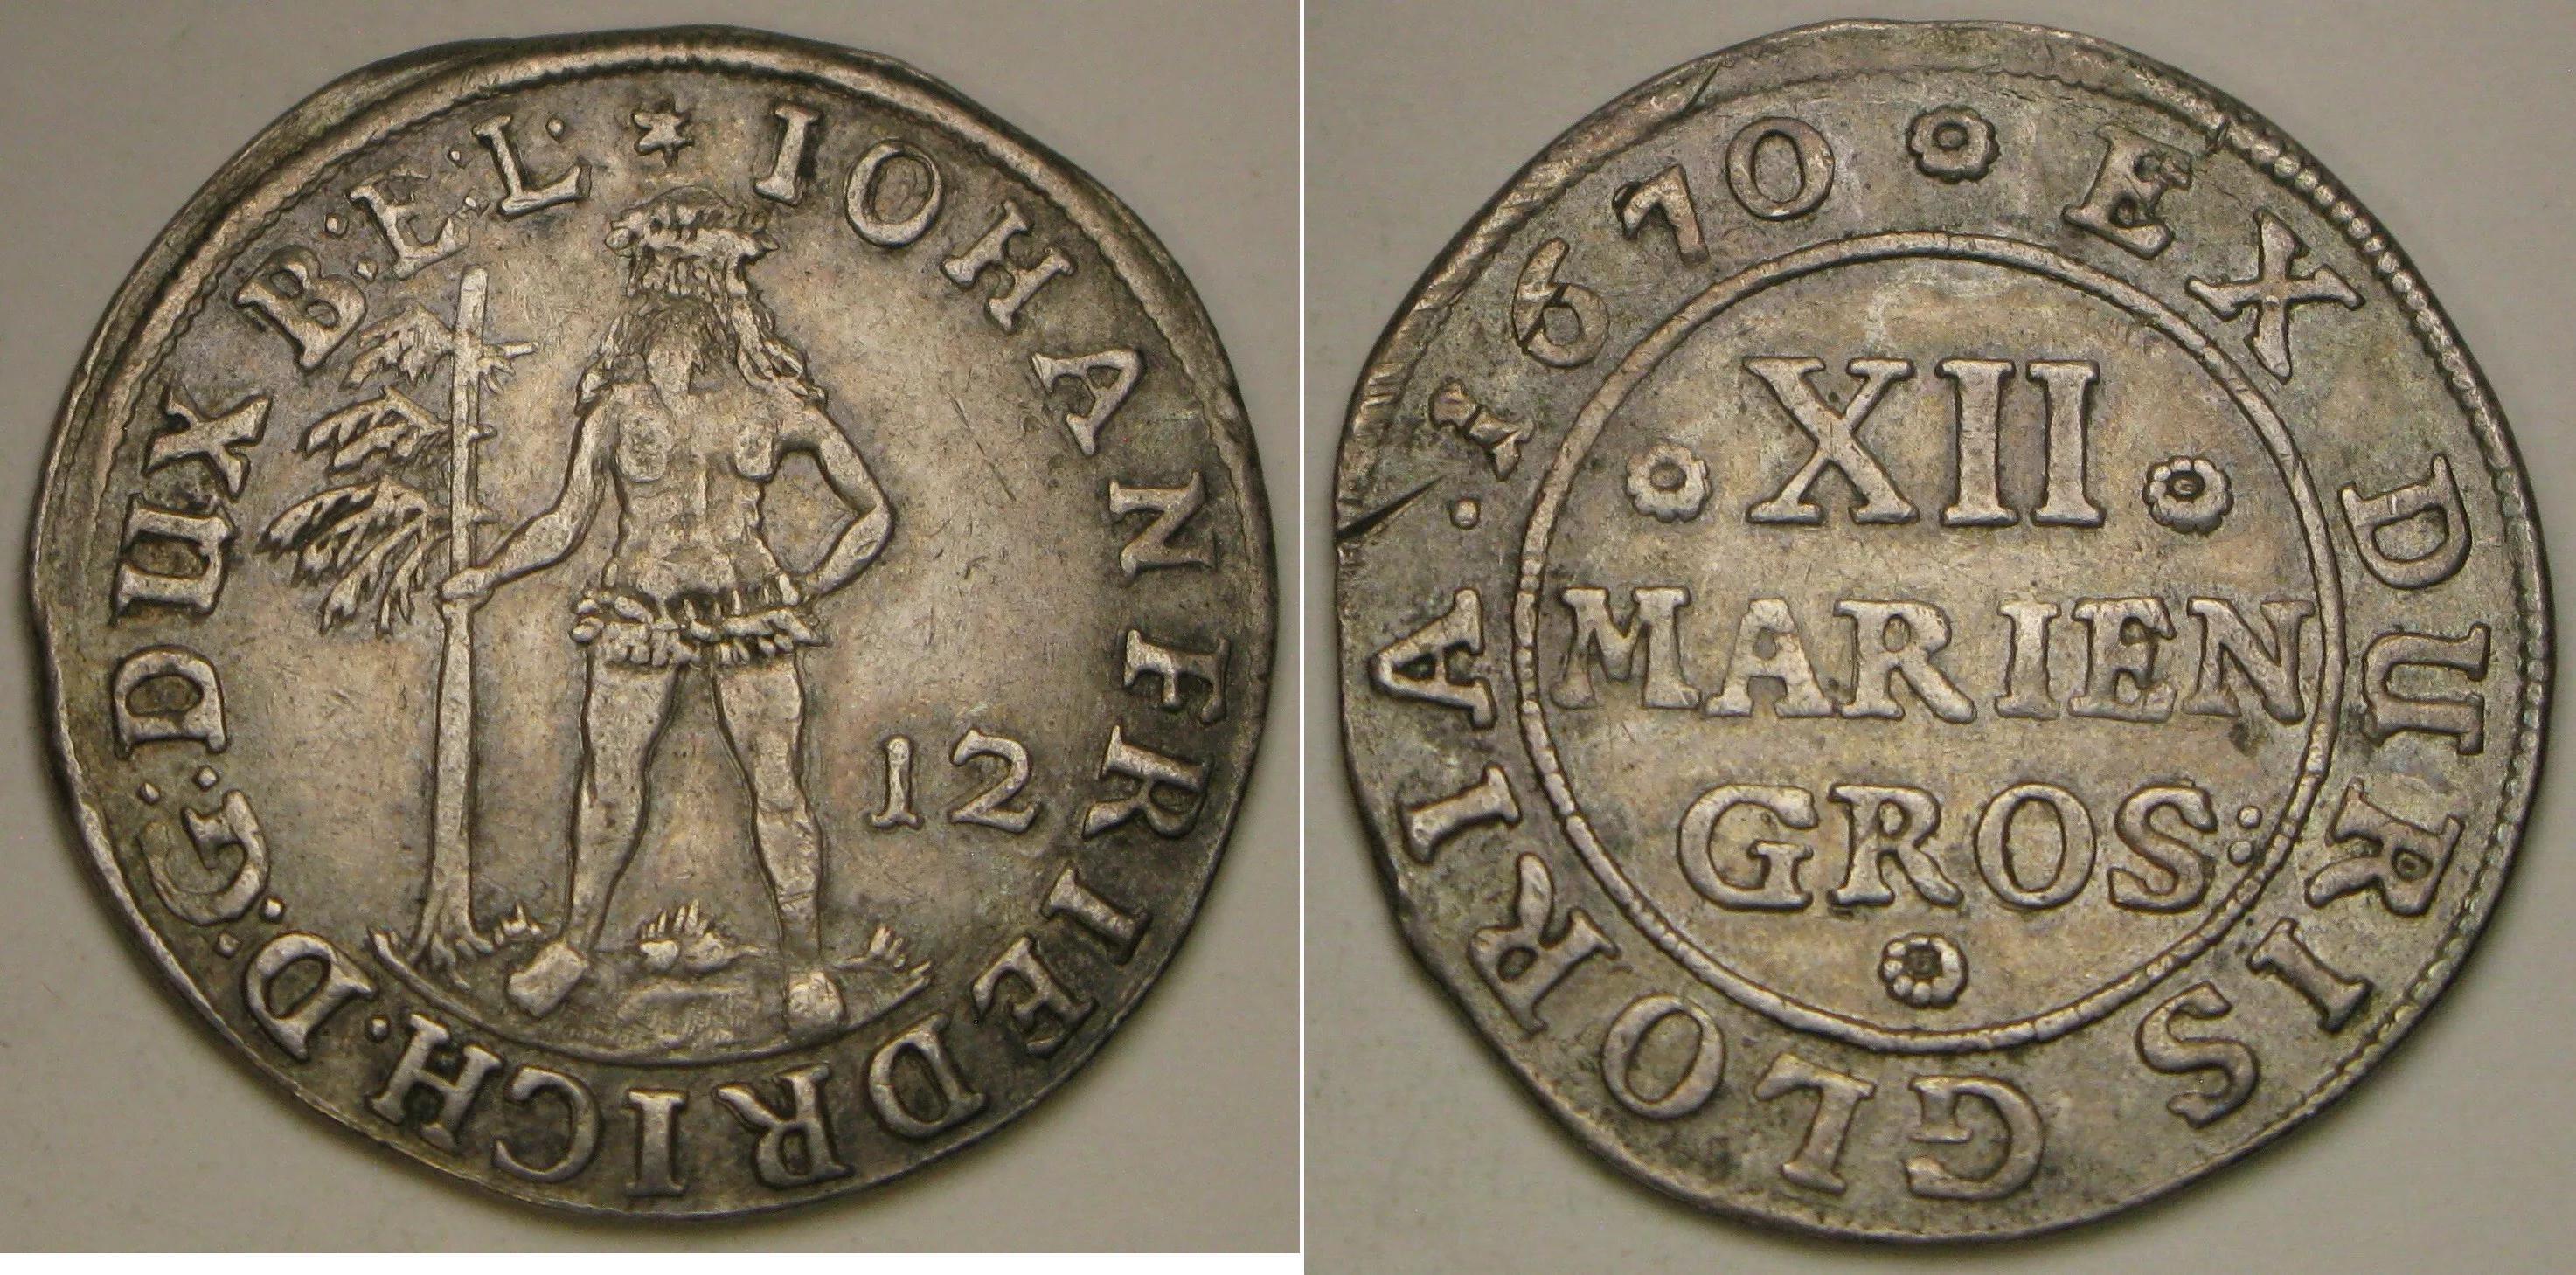 IOHAN FRIEDRICH. D. D: G: DUX B: E: L.
12
EX DURIS GLORIA. 1670
XII
MARIEN
GROS: